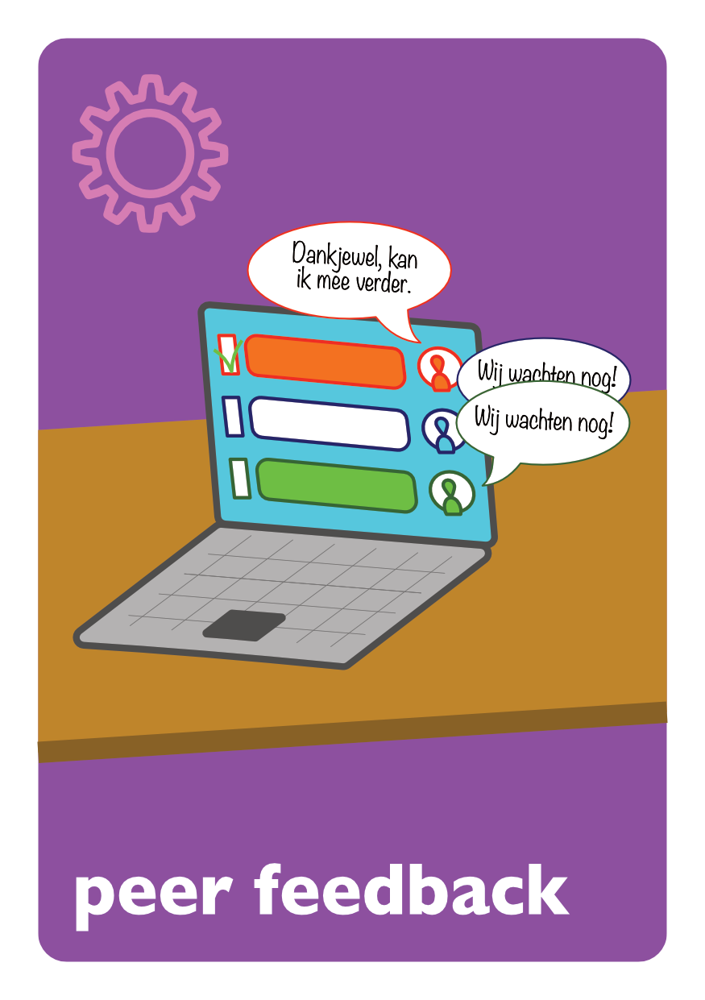 Dankjewel, kan
ik mee verder.
Wij wachten nog!
Wij wachten nog!
peer feedback